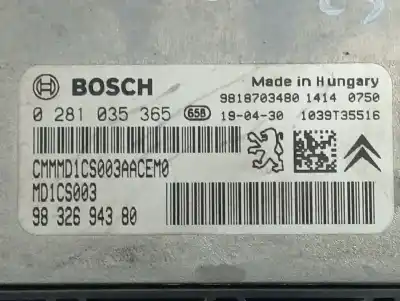 BOSCH
Made in Hungary
9818703480 1414 0750
0 281 035 365 658 19-04-30 1039T35516
CMMMD1CS003AACEM0
MD1CS003
98 326 943 80